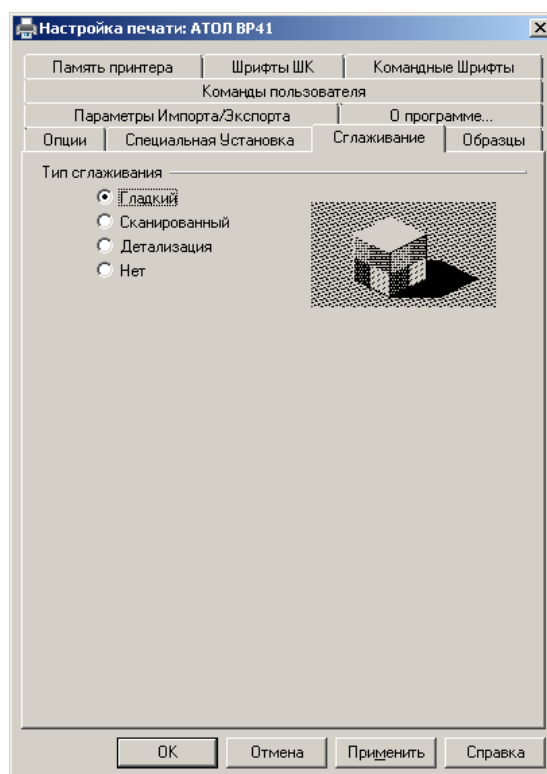 Настройка печати: АТОЛ BP41
Память принтера Шрифты ШК Командные Шрифты
Команды пользователя
Параметры Импорта/Экспорта О программе...
Опции Специальная Установка Сглаживание Образцы
Тип сглаживания
Гладкий
Сканированный
Детализация
Нет
OK Отмена Применить Справка